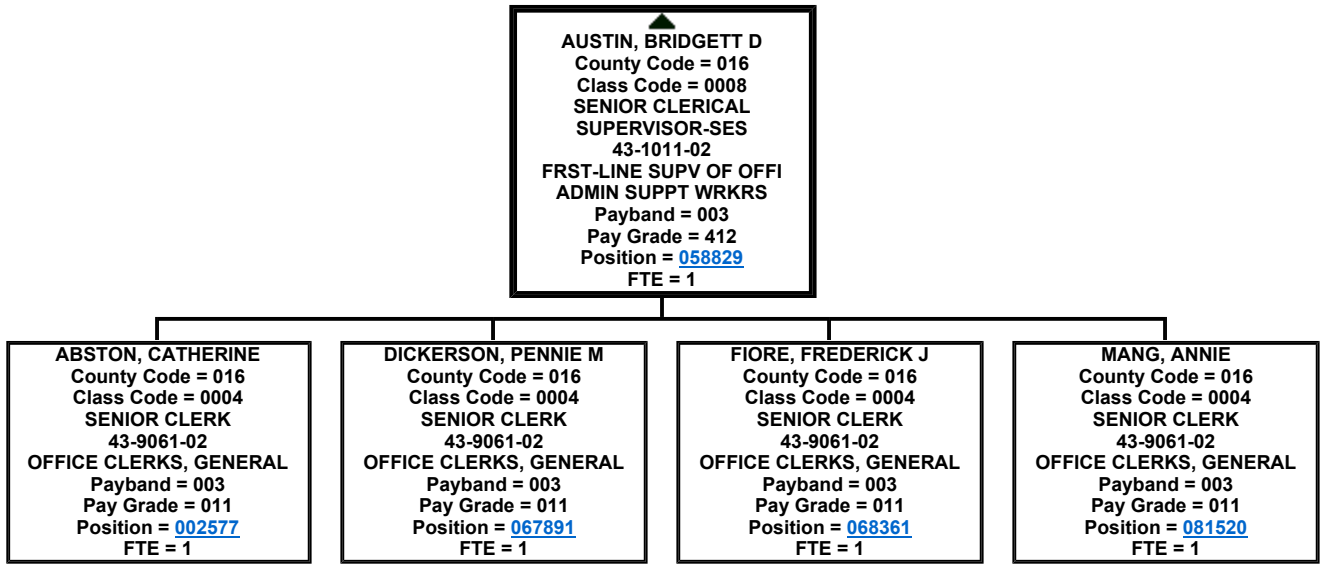 AUSTIN, BRIDGETT D
County Code = 016
Class Code = 0008
SENIOR CLERICAL
SUPERVISOR-SES
43-1011-02
FRST-LINE SUPV OF OFFI
ADMIN SUPPT WRKRS
Payband = 003
Pay Grade = 412
Position = 058829
FTE = 1
ABSTON, CATHERINE
County Code = 016
Class Code = 0004
SENIOR CLERK
43-9061-02
OFFICE CLERKS, GENERAL
Payband = 003
Pay Grade = 011
Position = 002577
FTE = 1
DICKERSON, PENNIE M
County Code = 016
Class Code = 0004
SENIOR CLERK
43-9061-02
OFFICE CLERKS, GENERAL
Payband = 003
Pay Grade = 011
Position = 067891
FTE = 1
FIORE, FREDERICK J
County Code = 016
Class Code = 0004
SENIOR CLERK
43-9061-02
OFFICE CLERKS, GENERAL
Payband = 003
Pay Grade = 011
Position = 068361
FTE = 1
MANG, ANNIE
County Code = 016
Class Code = 0004
SENIOR CLERK
43-9061-02
OFFICE CLERKS, GENERAL
Payband = 003
Pay Grade = 011
Position = 081520
FTE = 1